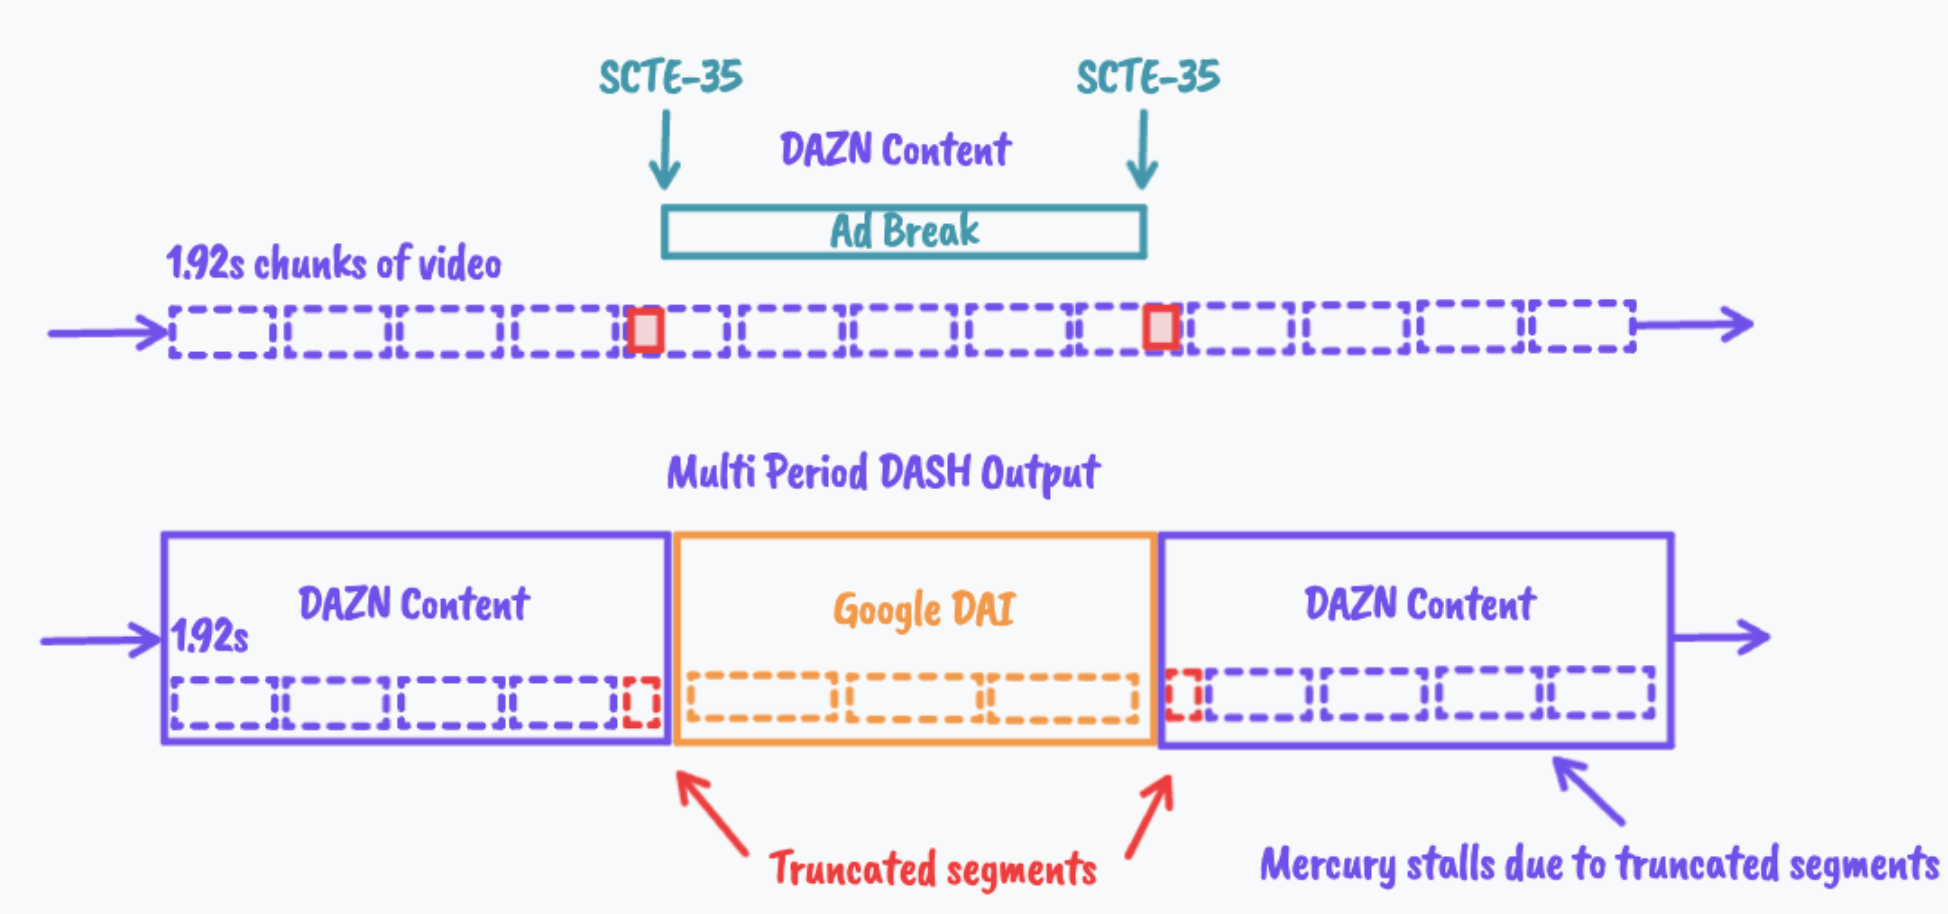 SCTE-35
SCTE-35
DAZN Content
Ad Break
1.92s chunks of video
Multi Period DASH Output
DAZN Content
Google DAI
DAZN Content
1.92s
Truncated segments
Mercury stalls due to truncated segments